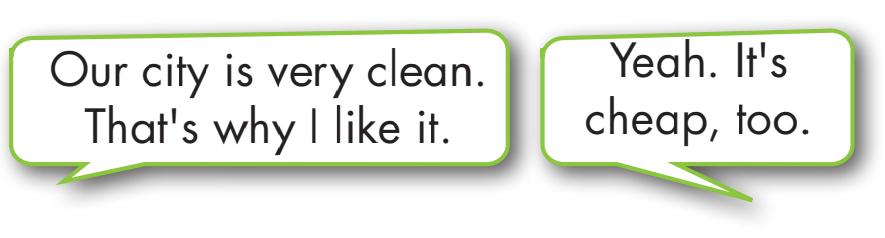 Our city is very clean.
That's why I like it.
Yeah. It's
cheap, too.